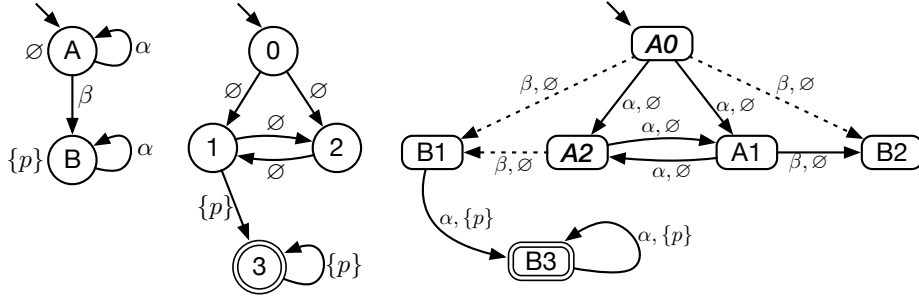 A
∅
α
β
B
{p}
α
0
∅
∅
1
2
∅
∅
{p}
3
{p}
A0
β, ∅
α, ∅
α, ∅
β, ∅
B1
β, ∅
A2
α, ∅
α, ∅
A1
β, ∅
B2
α, {p}
B3
α, {p}